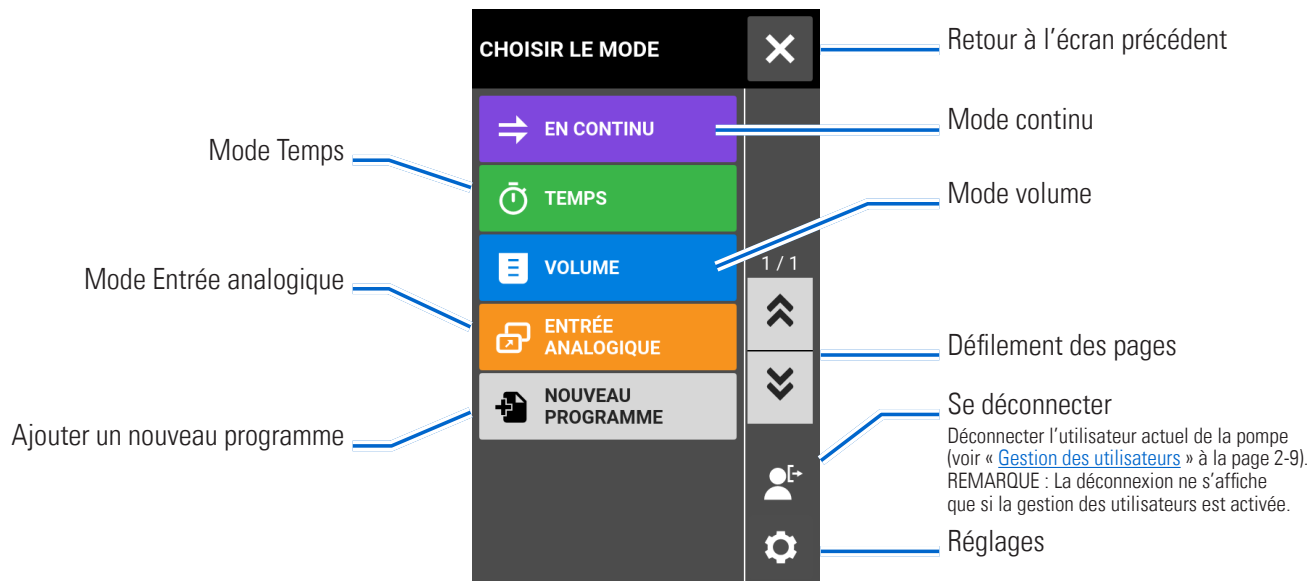 CHOISIR LE MODE
Retour à l’écran précédent
EN CONTINU
Mode continu
Mode Temps
TEMPS
Mode volume
VOLUME
1 / 1
Mode Entrée analogique
ENTRÉE
ANALOGIQUE
Défilement des pages
NOUVEAU
PROGRAMME
Ajouter un nouveau programme
Se déconnecter
Déconnecter l’utilisateur actuel de la pompe
(voir « Gestion des utilisateurs » à la page 2-9).
REMARQUE : La déconnexion ne s’affiche
que si la gestion des utilisateurs est activée.
Réglages